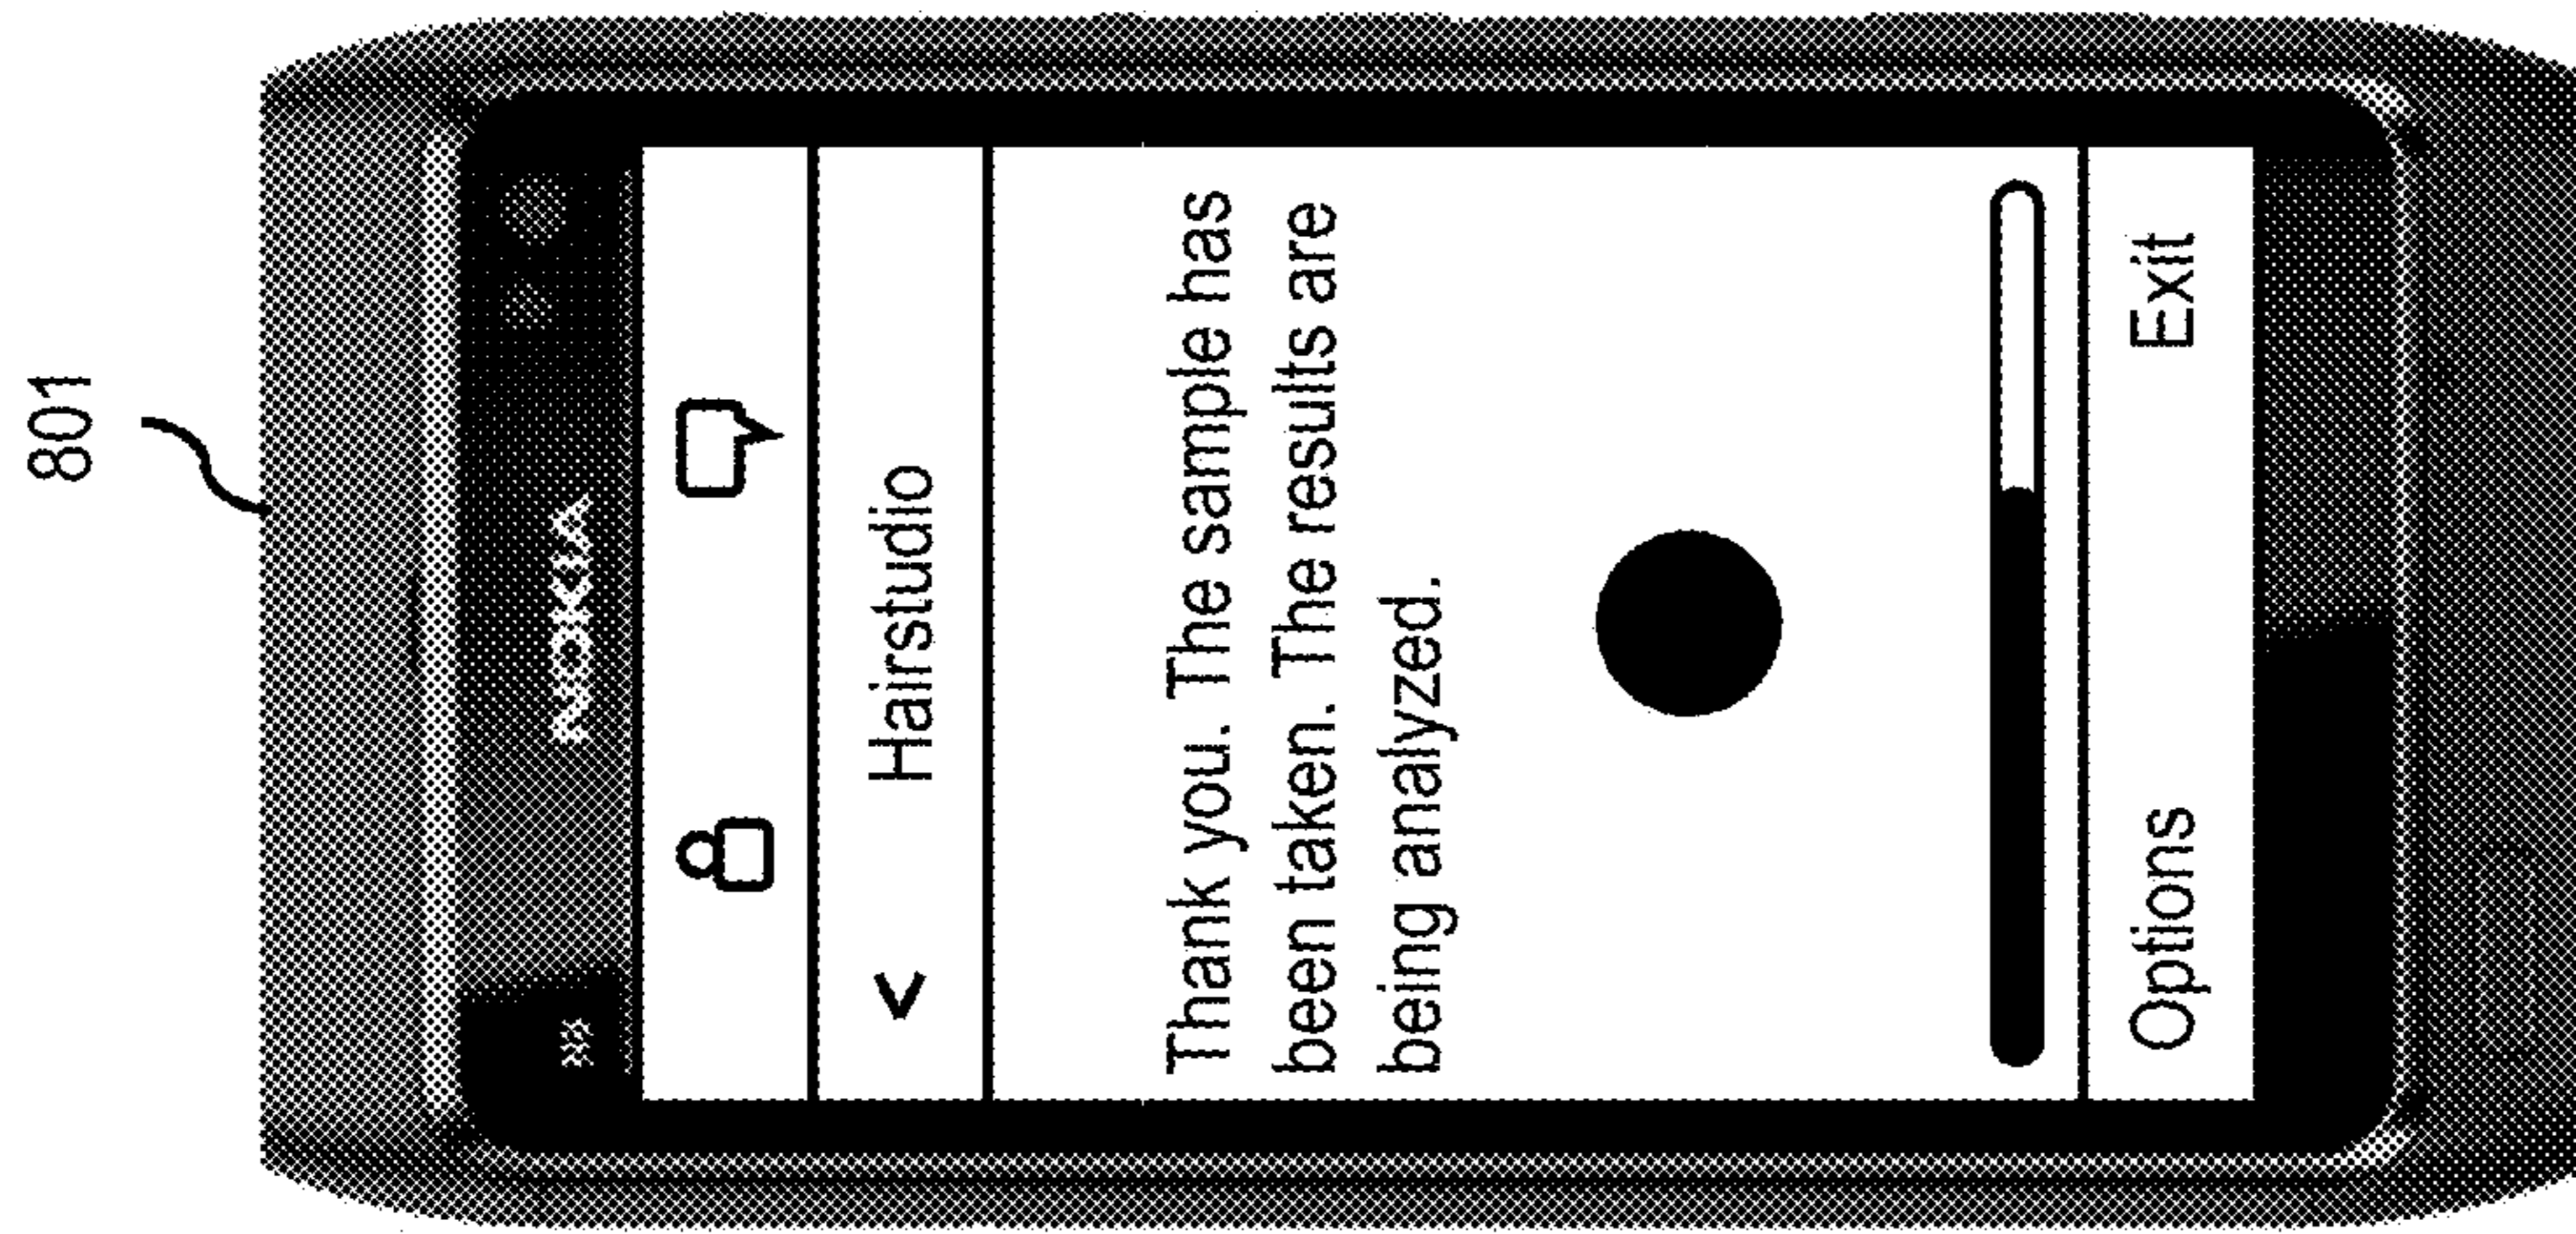 801
NOKIA
< Hairstudio
Thank you. The sample has
been taken. The results are
being analyzed.
Options Exit